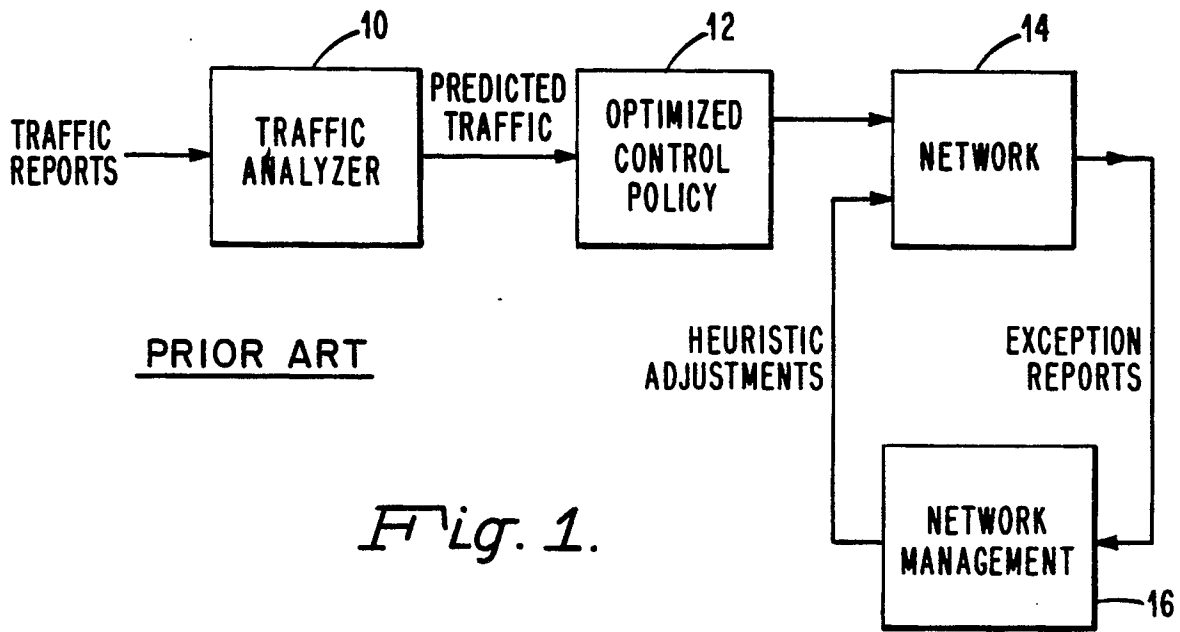 10
12
14
TRAFFIC
REPORTS
TRAFFIC
ANALYZER
PREDICTED
TRAFFIC
OPTIMIZED
CONTROL
POLICY
NETWORK
PRIOR ART
HEURISTIC
ADJUSTMENTS
EXCEPTION
REPORTS
Fig. 1.
NETWORK
MANAGEMENT
16